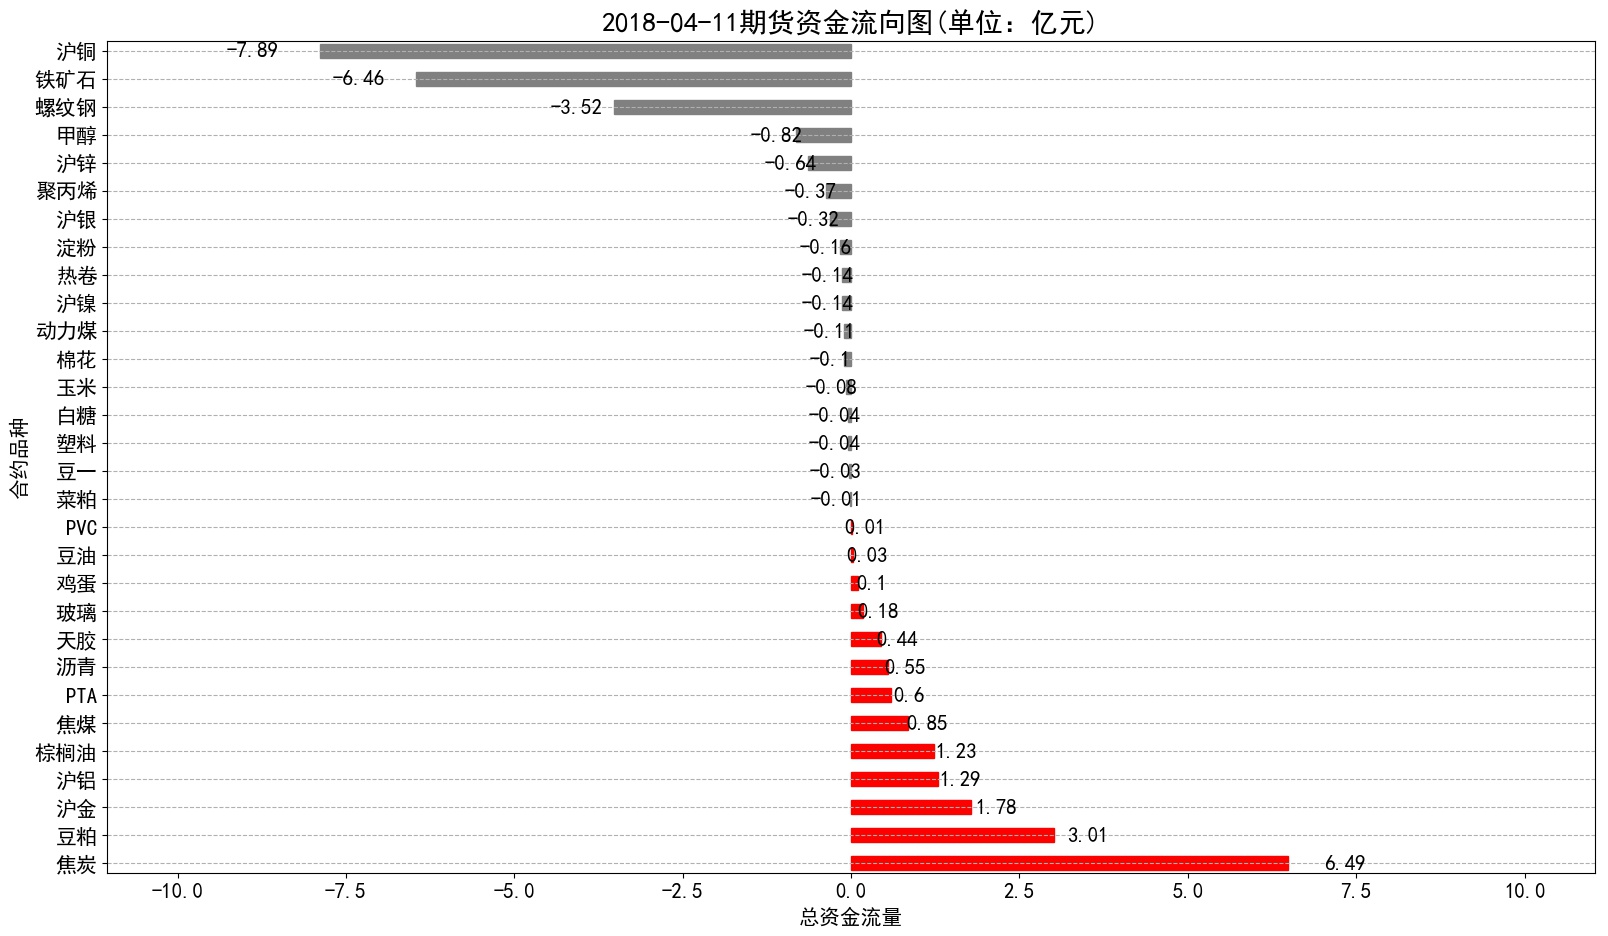 2018-04-11期货资金流向图(单位：亿元)
沪铜 -7.89
铁矿石 -6.46
螺纹钢 -3.52
甲醇 -0.82
沪锌 -0.64
聚丙烯 -0.37
沪银 -0.32
淀粉 -0.16
热卷 -0.14
沪镍 -0.14
动力煤 -0.11
棉花 -0.1
玉米 -0.08
白糖 -0.04
塑料 -0.04
豆一 -0.03
菜粕 -0.01
PVC 0.01
豆油 0.03
鸡蛋 0.1
玻璃 0.18
天胶 0.44
沥青 0.55
PTA 0.6
焦煤 0.85
棕榈油 1.23
沪铝 1.29
沪金 1.78
豆粕 3.01
焦炭 6.49
合约品种
-10.0 -7.5 -5.0 -2.5 0.0 2.5 5.0 7.5 10.0
总资金流量